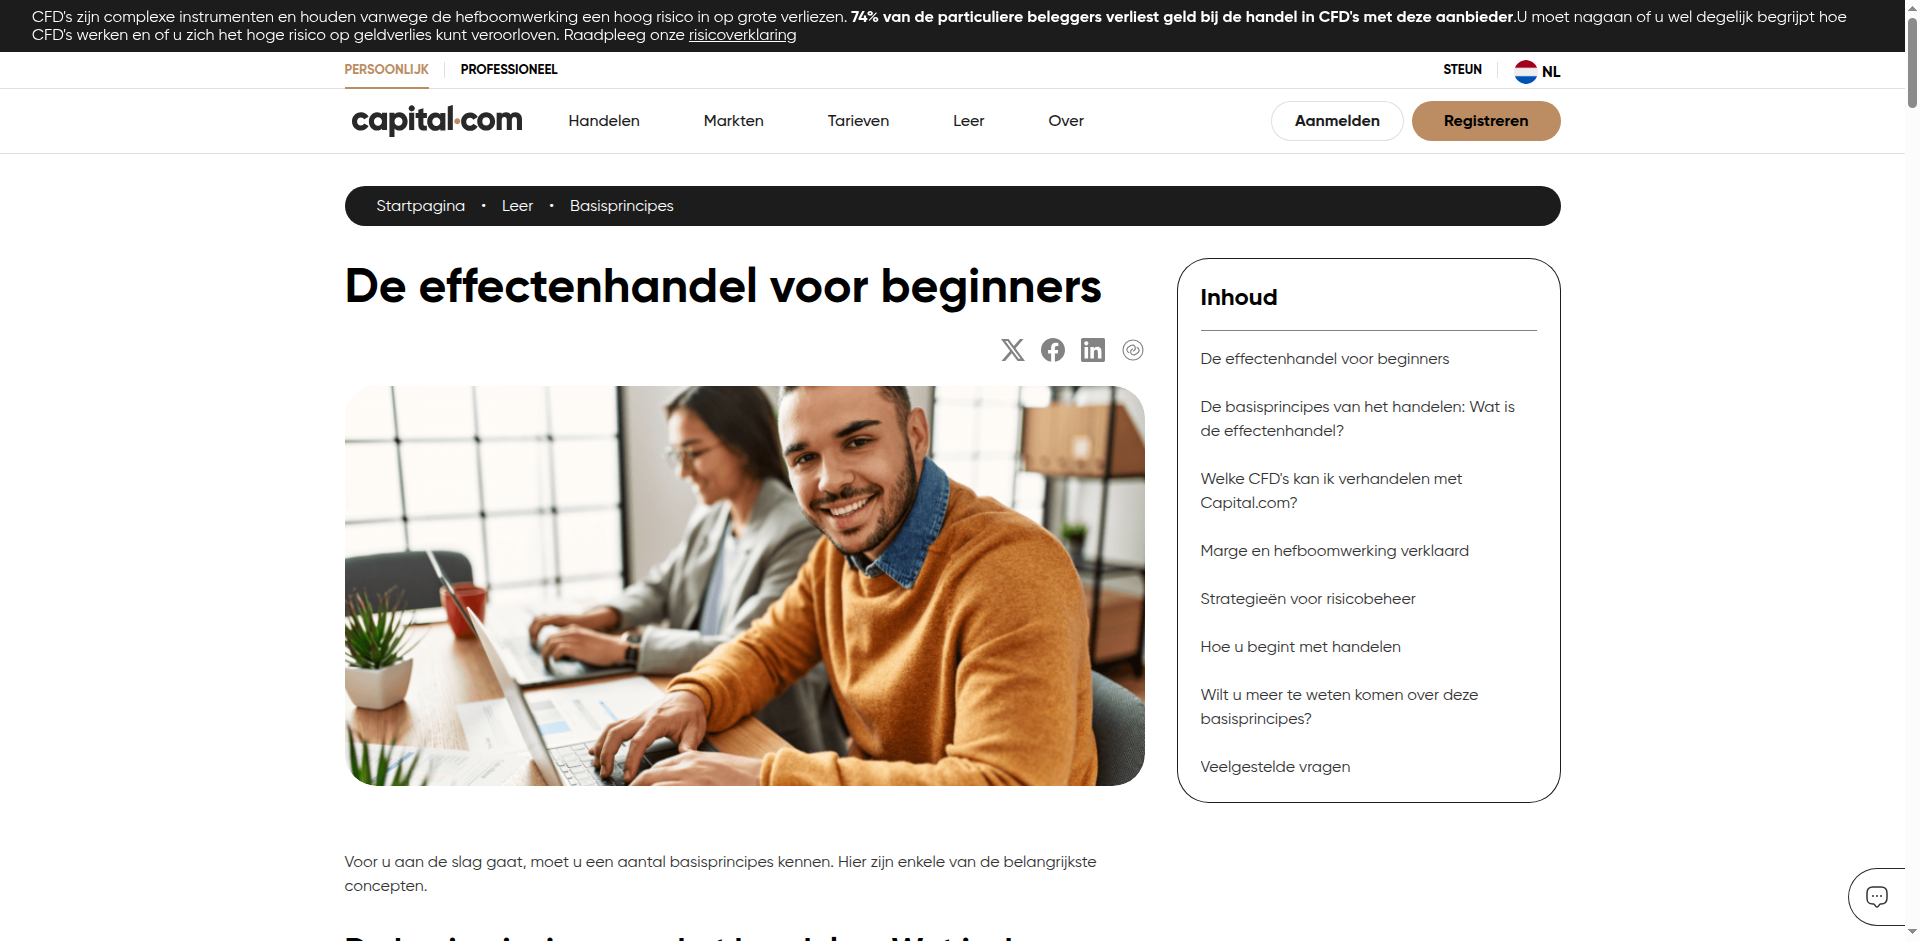 CFD's zijn complexe instrumenten en houden vanwege de hefboomwerking een hoog risico in op grote verliezen. 74% van de particuliere beleggers verliest geld bij de handel in CFD's met deze aanbieder.U moet nagaan of u wel degelijk begrijpt hoe
CFD's werken en of u zich het hoge risico op geldverlies kunt veroorloven. Raadpleeg onze risicoverklaring
PERSOONLIJK PROFESSIONEEL STEUN NL
capital.com Handelen Markten Tarieven Leer Over Aanmelden Registreren
Startpagina • Leer • Basisprincipes
De effectenhandel voor beginners
Inhoud
De effectenhandel voor beginners
De basisprincipes van het handelen: Wat is
de effectenhandel?
Welke CFD's kan ik verhandelen met
Capital.com?
Marge en hefboomwerking verklaard
Strategieën voor risicobeheer
Hoe u begint met handelen
Wilt u meer te weten komen over deze
basisprincipes?
Veelgestelde vragen
Voor u aan de slag gaat, moet u een aantal basisprincipes kennen. Hier zijn enkele van de belangrijkste
concepten.